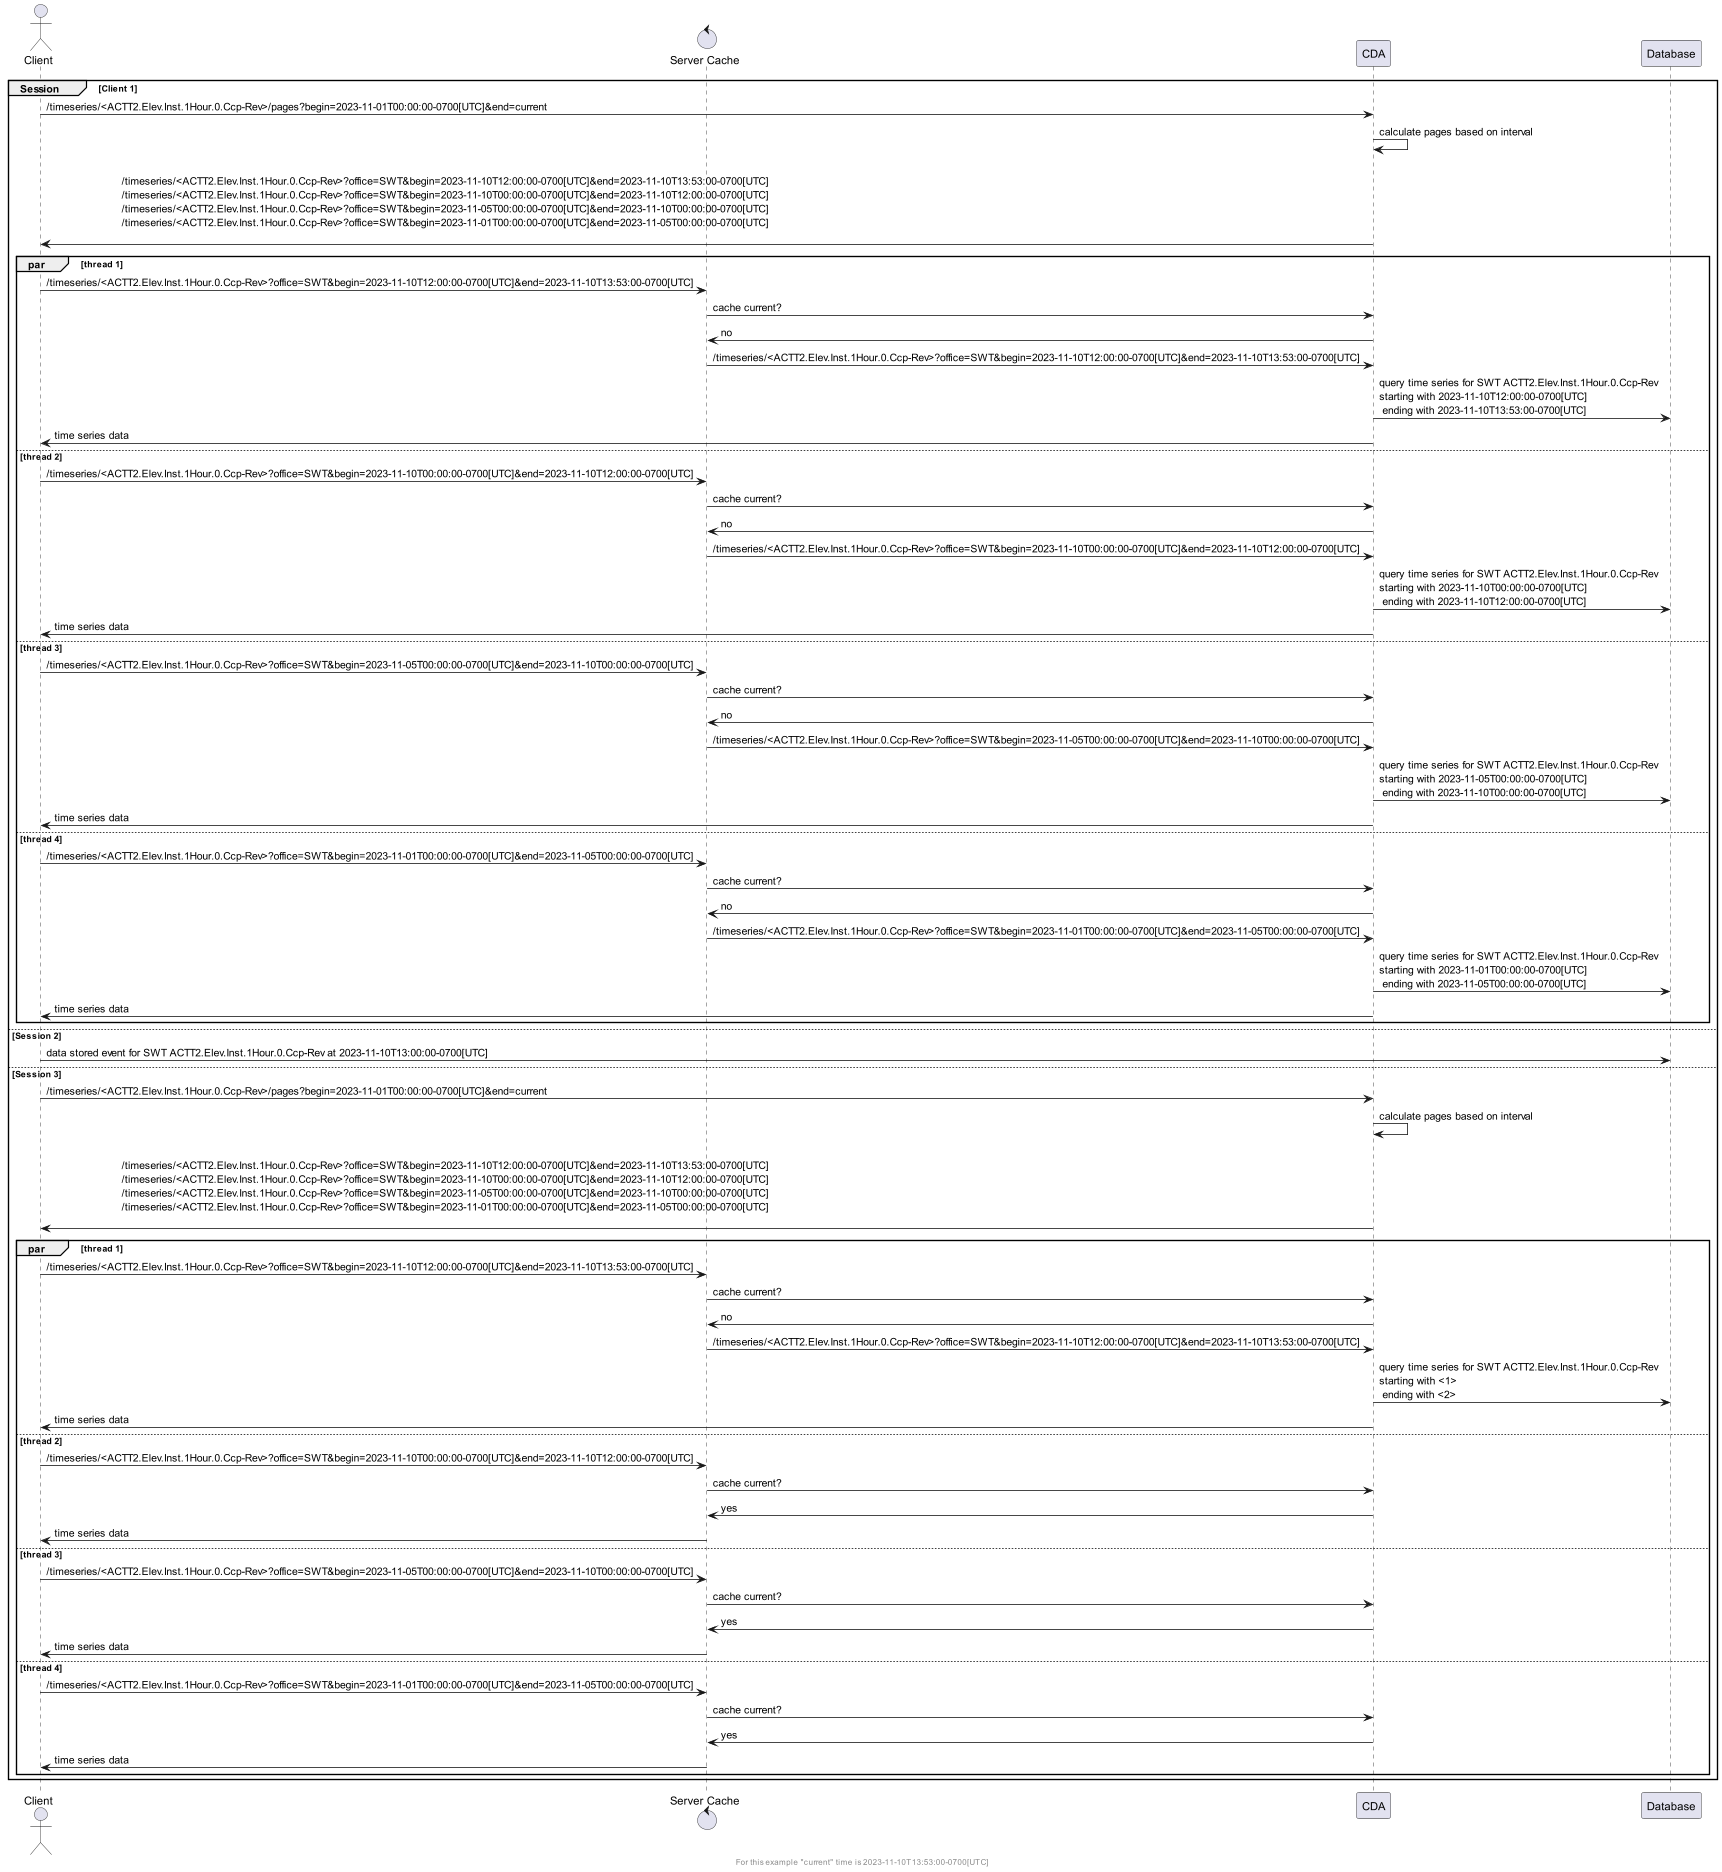 Client
Server Cache
CDA
Database
Session
[Client 1]
/timeseries/<ACTT2.Elev.Inst.1Hour.0.Ccp-Rev>/pages?begin=2023-11-01T00:00:00-0700[UTC]&end=current
calculate pages based on interval
/timeseries/<ACTT2.Elev.Inst.1Hour.0.Ccp-Rev>?office=SWT&begin=2023-11-10T12:00:00-0700[UTC]&end=2023-11-10T13:53:00-0700[UTC]
/timeseries/<ACTT2.Elev.Inst.1Hour.0.Ccp-Rev>?office=SWT&begin=2023-11-10T00:00:00-0700[UTC]&end=2023-11-10T12:00:00-0700[UTC]
/timeseries/<ACTT2.Elev.Inst.1Hour.0.Ccp-Rev>?office=SWT&begin=2023-11-05T00:00:00-0700[UTC]&end=2023-11-10T00:00:00-0700[UTC]
/timeseries/<ACTT2.Elev.Inst.1Hour.0.Ccp-Rev>?office=SWT&begin=2023-11-01T00:00:00-0700[UTC]&end=2023-11-05T00:00:00-0700[UTC]
par
[thread 1]
/timeseries/<ACTT2.Elev.Inst.1Hour.0.Ccp-Rev>?office=SWT&begin=2023-11-10T12:00:00-0700[UTC]&end=2023-11-10T13:53:00-0700[UTC]
cache current?
no
/timeseries/<ACTT2.Elev.Inst.1Hour.0.Ccp-Rev>?office=SWT&begin=2023-11-10T12:00:00-0700[UTC]&end=2023-11-10T13:53:00-0700[UTC]
query time series for SWT ACTT2.Elev.Inst.1Hour.0.Ccp-Rev
starting with 2023-11-10T12:00:00-0700[UTC]
ending with 2023-11-10T13:53:00-0700[UTC]
time series data
[thread 2]
/timeseries/<ACTT2.Elev.Inst.1Hour.0.Ccp-Rev>?office=SWT&begin=2023-11-10T00:00:00-0700[UTC]&end=2023-11-10T12:00:00-0700[UTC]
cache current?
no
/timeseries/<ACTT2.Elev.Inst.1Hour.0.Ccp-Rev>?office=SWT&begin=2023-11-10T00:00:00-0700[UTC]&end=2023-11-10T12:00:00-0700[UTC]
query time series for SWT ACTT2.Elev.Inst.1Hour.0.Ccp-Rev
starting with 2023-11-10T00:00:00-0700[UTC]
ending with 2023-11-10T12:00:00-0700[UTC]
time series data
[thread 3]
/timeseries/<ACTT2.Elev.Inst.1Hour.0.Ccp-Rev>?office=SWT&begin=2023-11-05T00:00:00-0700[UTC]&end=2023-11-10T00:00:00-0700[UTC]
cache current?
no
/timeseries/<ACTT2.Elev.Inst.1Hour.0.Ccp-Rev>?office=SWT&begin=2023-11-05T00:00:00-0700[UTC]&end=2023-11-10T00:00:00-0700[UTC]
query time series for SWT ACTT2.Elev.Inst.1Hour.0.Ccp-Rev
starting with 2023-11-05T00:00:00-0700[UTC]
ending with 2023-11-10T00:00:00-0700[UTC]
time series data
[thread 4]
/timeseries/<ACTT2.Elev.Inst.1Hour.0.Ccp-Rev>?office=SWT&begin=2023-11-01T00:00:00-0700[UTC]&end=2023-11-05T00:00:00-0700[UTC]
cache current?
no
/timeseries/<ACTT2.Elev.Inst.1Hour.0.Ccp-Rev>?office=SWT&begin=2023-11-01T00:00:00-0700[UTC]&end=2023-11-05T00:00:00-0700[UTC]
query time series for SWT ACTT2.Elev.Inst.1Hour.0.Ccp-Rev
starting with 2023-11-01T00:00:00-0700[UTC]
ending with 2023-11-05T00:00:00-0700[UTC]
time series data
[Session 2]
data stored event for SWT ACTT2.Elev.Inst.1Hour.0.Ccp-Rev at 2023-11-10T13:00:00-0700[UTC]
[Session 3]
/timeseries/<ACTT2.Elev.Inst.1Hour.0.Ccp-Rev>/pages?begin=2023-11-01T00:00:00-0700[UTC]&end=current
calculate pages based on interval
/timeseries/<ACTT2.Elev.Inst.1Hour.0.Ccp-Rev>?office=SWT&begin=2023-11-10T12:00:00-0700[UTC]&end=2023-11-10T13:53:00-0700[UTC]
/timeseries/<ACTT2.Elev.Inst.1Hour.0.Ccp-Rev>?office=SWT&begin=2023-11-10T00:00:00-0700[UTC]&end=2023-11-10T12:00:00-0700[UTC]
/timeseries/<ACTT2.Elev.Inst.1Hour.0.Ccp-Rev>?office=SWT&begin=2023-11-05T00:00:00-0700[UTC]&end=2023-11-10T00:00:00-0700[UTC]
/timeseries/<ACTT2.Elev.Inst.1Hour.0.Ccp-Rev>?office=SWT&begin=2023-11-01T00:00:00-0700[UTC]&end=2023-11-05T00:00:00-0700[UTC]
par
[thread 1]
/timeseries/<ACTT2.Elev.Inst.1Hour.0.Ccp-Rev>?office=SWT&begin=2023-11-10T12:00:00-0700[UTC]&end=2023-11-10T13:53:00-0700[UTC]
cache current?
no
/timeseries/<ACTT2.Elev.Inst.1Hour.0.Ccp-Rev>?office=SWT&begin=2023-11-10T12:00:00-0700[UTC]&end=2023-11-10T13:53:00-0700[UTC]
query time series for SWT ACTT2.Elev.Inst.1Hour.0.Ccp-Rev
starting with <1>
ending with <2>
time series data
[thread 2]
/timeseries/<ACTT2.Elev.Inst.1Hour.0.Ccp-Rev>?office=SWT&begin=2023-11-10T00:00:00-0700[UTC]&end=2023-11-10T12:00:00-0700[UTC]
cache current?
yes
time series data
[thread 3]
/timeseries/<ACTT2.Elev.Inst.1Hour.0.Ccp-Rev>?office=SWT&begin=2023-11-05T00:00:00-0700[UTC]&end=2023-11-10T00:00:00-0700[UTC]
cache current?
yes
time series data
[thread 4]
/timeseries/<ACTT2.Elev.Inst.1Hour.0.Ccp-Rev>?office=SWT&begin=2023-11-01T00:00:00-0700[UTC]&end=2023-11-05T00:00:00-0700[UTC]
cache current?
yes
time series data
Client
Server Cache
CDA
Database
For this example "current" time is 2023-11-10T13:53:00-0700[UTC]